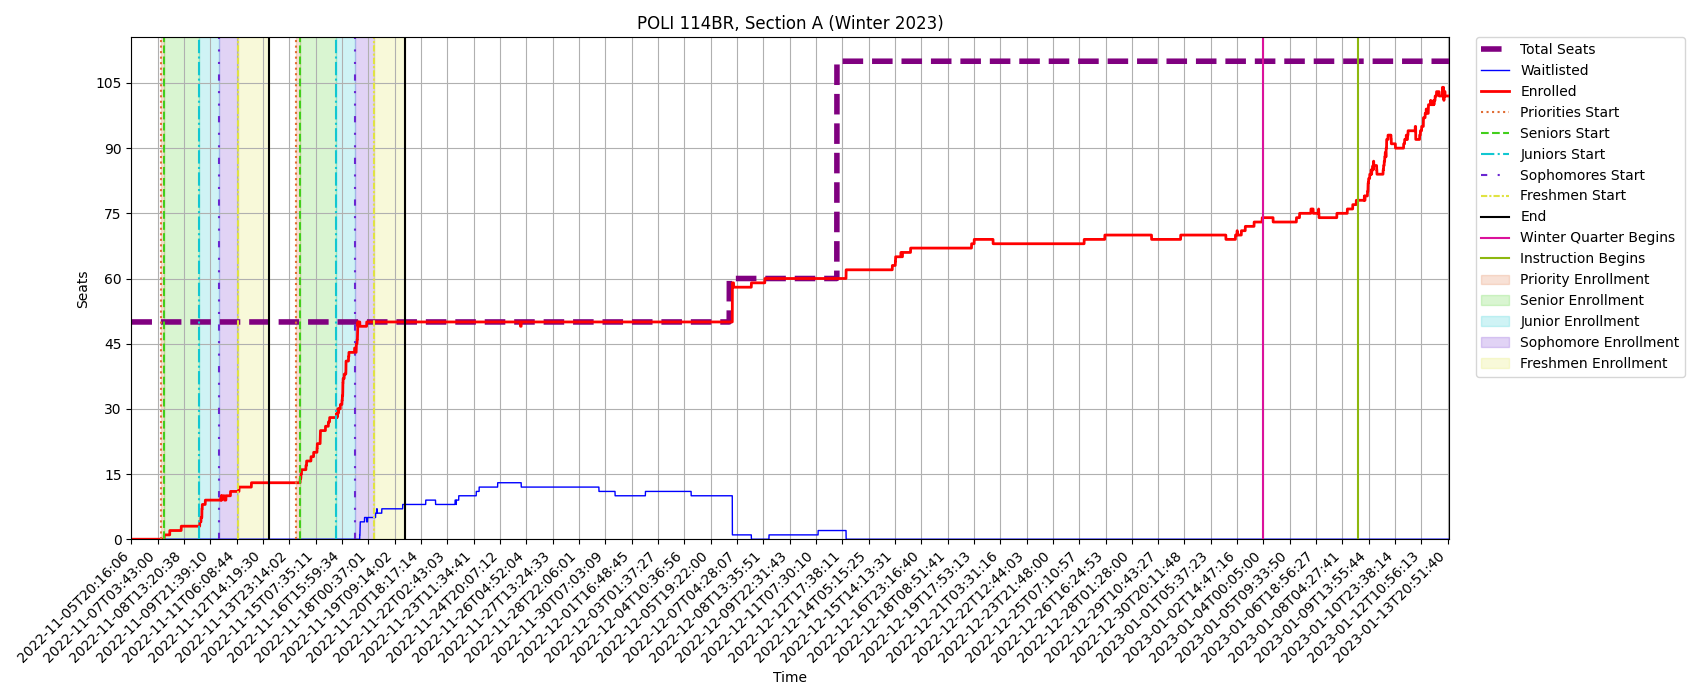 POLI 114BR, Section A (Winter 2023)
Seats
105
90
75
60
45
30
15
0
2022-11-05T20:16:06
2022-11-07T03:43:00
2022-11-08T13:20:38
2022-11-09T21:39:10
2022-11-11T06:08:44
2022-11-12T14:19:30
2022-11-13T23:14:02
2022-11-15T07:35:11
2022-11-16T15:59:34
2022-11-18T00:37:01
2022-11-19T09:14:02
2022-11-20T18:17:14
2022-11-22T02:43:03
2022-11-23T11:34:41
2022-11-24T20:07:12
2022-11-26T04:52:04
2022-11-27T13:24:33
2022-11-28T22:06:01
2022-11-30T07:03:09
2022-12-01T16:48:45
2022-12-03T01:37:27
2022-12-04T10:36:56
2022-12-05T19:22:00
2022-12-07T04:28:07
2022-12-08T13:35:51
2022-12-09T22:31:43
2022-12-11T07:30:10
2022-12-12T17:38:11
2022-12-14T05:15:25
2022-12-15T14:13:31
2022-12-16T23:16:40
2022-12-18T08:51:41
2022-12-19T17:53:13
2022-12-21T03:31:16
2022-12-22T12:44:03
2022-12-23T21:48:00
2022-12-25T07:10:57
2022-12-26T16:24:53
2022-12-28T01:28:00
2022-12-29T10:43:27
2022-12-30T20:11:48
2023-01-01T05:37:23
2023-01-02T14:47:16
2023-01-04T00:05:00
2023-01-05T09:33:50
2023-01-06T18:56:27
2023-01-08T04:27:41
2023-01-09T13:55:44
2023-01-10T23:38:14
2023-01-12T10:56:13
2023-01-13T20:51:40
Time
Total Seats
Waitlisted
Enrolled
Priorities Start
Seniors Start
Juniors Start
Sophomores Start
Freshmen Start
End
Winter Quarter Begins
Instruction Begins
Priority Enrollment
Senior Enrollment
Junior Enrollment
Sophomore Enrollment
Freshmen Enrollment